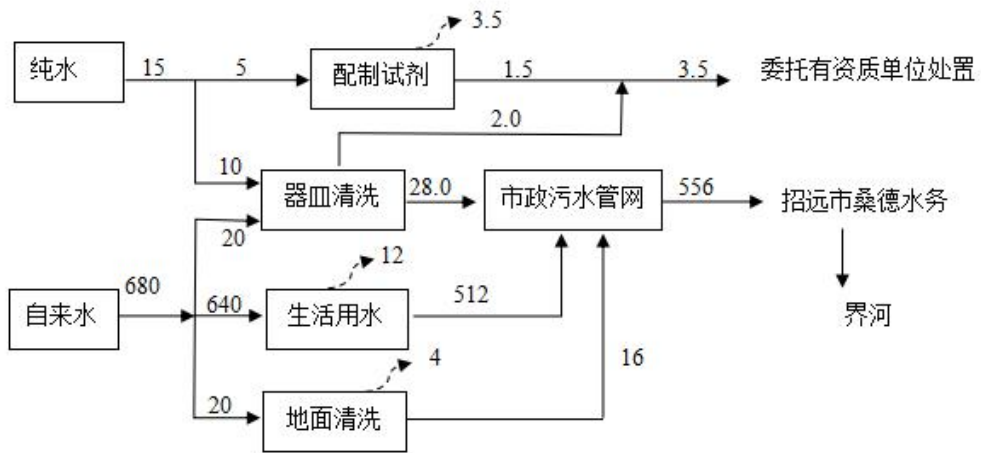 3.5
纯水
15
5
配制试剂
1.5
3.5
委托有资质单位处置
2.0
10
器皿清洗
28.0
市政污水管网
556
招远市桑德水务
20
12
680
自来水
640
生活用水
512
界河
4
16
20
地面清洗